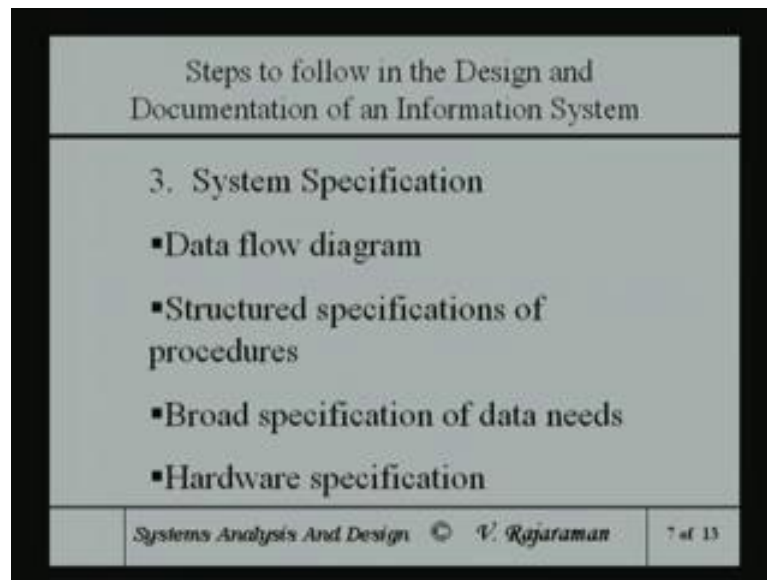 Steps to follow in the Design and
Documentation of an Information System
3. System Specification
▪Data flow diagram
▪Structured specifications of
procedures
▪Broad specification of data needs
▪Hardware specification
Systems Analysis And Design © V. Rajaraman
7 of 13